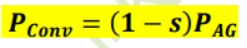 P_Conv = (1 − s)P_AG